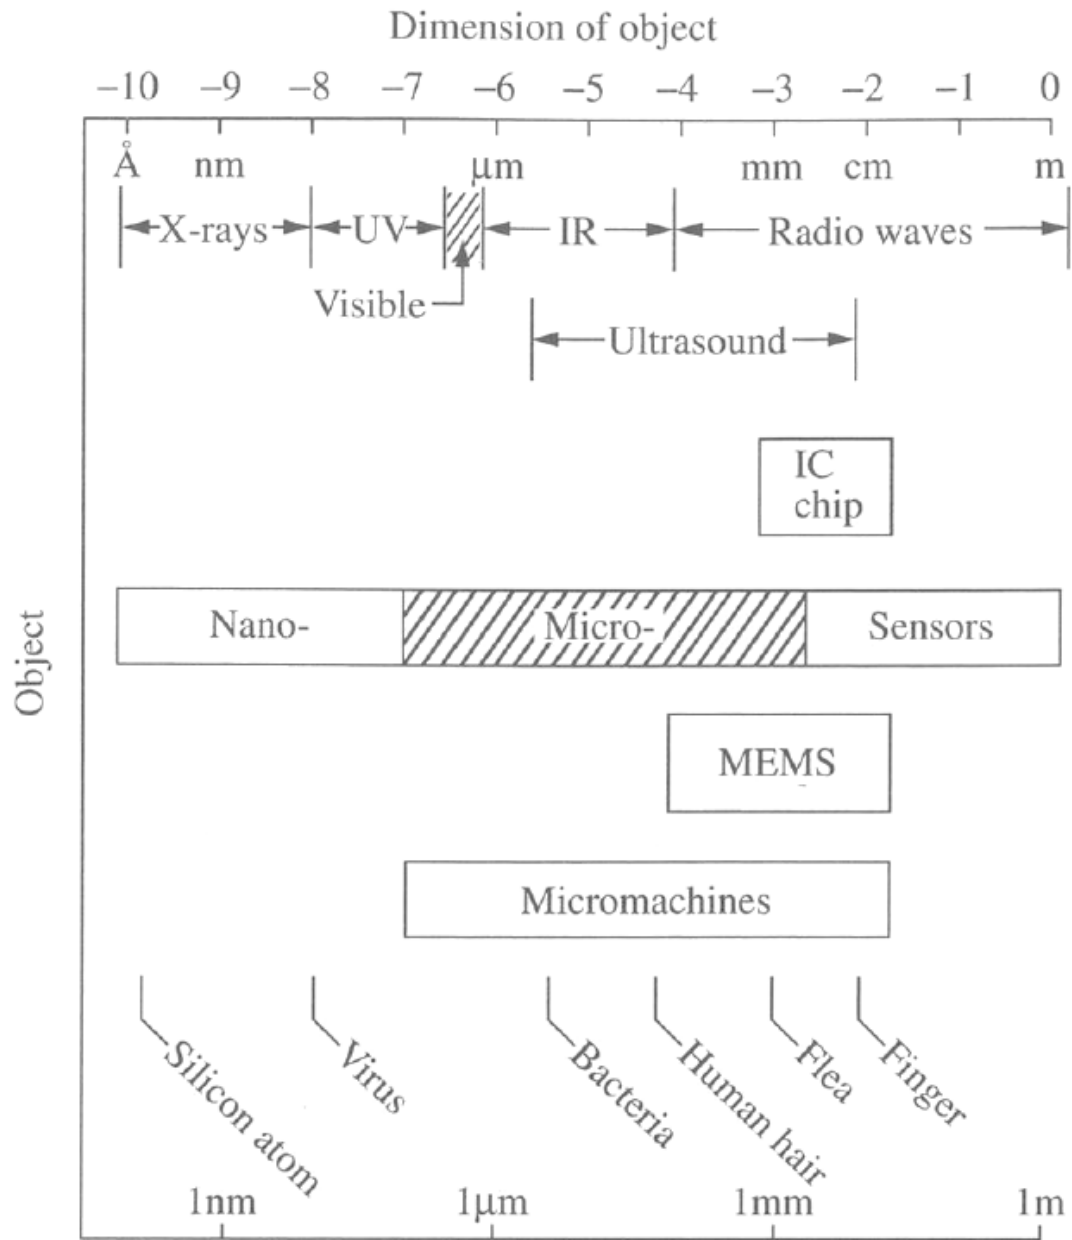 Dimension of object
–10 –9 –8 –7 –6 –5 –4 –3 –2 –1 0
Å nm μm mm cm m
X-rays UV IR Radio waves
Visible
Ultrasound
IC
chip
Object
Nano- Micro- Sensors
MEMS
Micromachines
Silicon atom
Virus
Bacteria
Human hair
Flea
Finger
1nm 1μm 1mm 1m